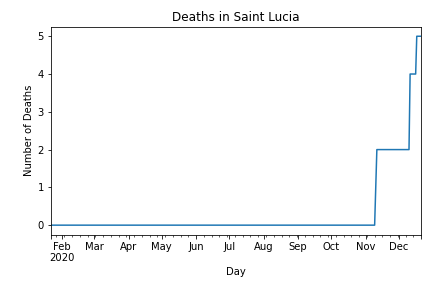 Deaths in Saint Lucia
5
4
3
2
1
0
Number of Deaths
Feb Mar Apr May Jun Jul Aug Sep Oct Nov Dec
2020
Day